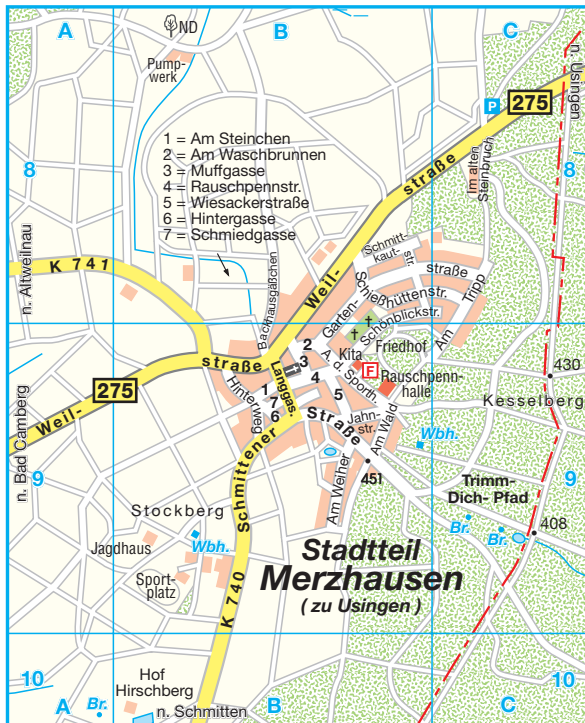 A
B
C
ND
Pump-
werk
n. Usingen
P
275
1 = Am Steinchen
2 = Am Waschbrunnen
3 = Muffgasse
4 = Rauschpennstr.
5 = Wiesackerstraße
6 = Hintergasse
7 = Schmiedgasse
8
8
Im alten
Steinbruch
straße
Weil-
n. Altweilnau
K 741
Backhausgäßchen
Schmitt-
kaut-
str.
Garten-
straße
Schießhüttenstr.
Schönblickstr.
Am Tripp
Friedhof
Kita
A. d. Sporth.
F
Rauschpenn-
halle
2
3
4
5
1
7
6
Langgas.
Hinterweg
straße
275
Weil-
n. Bad Camberg
430
Kesselberg
Jahn-
str.
Am Wald
Wbh.
Schmittener
Straße
451
Am Weiher
9
9
Trimm-
Dich- Pfad
Br.
Br.
408
Stockberg
Wbh.
Jagdhaus
Sport-
platz
K 740
Stadtteil
Merzhausen
( zu Usingen )
10
10
Hof
Hirschberg
Br.
n. Schmitten
A
B
C